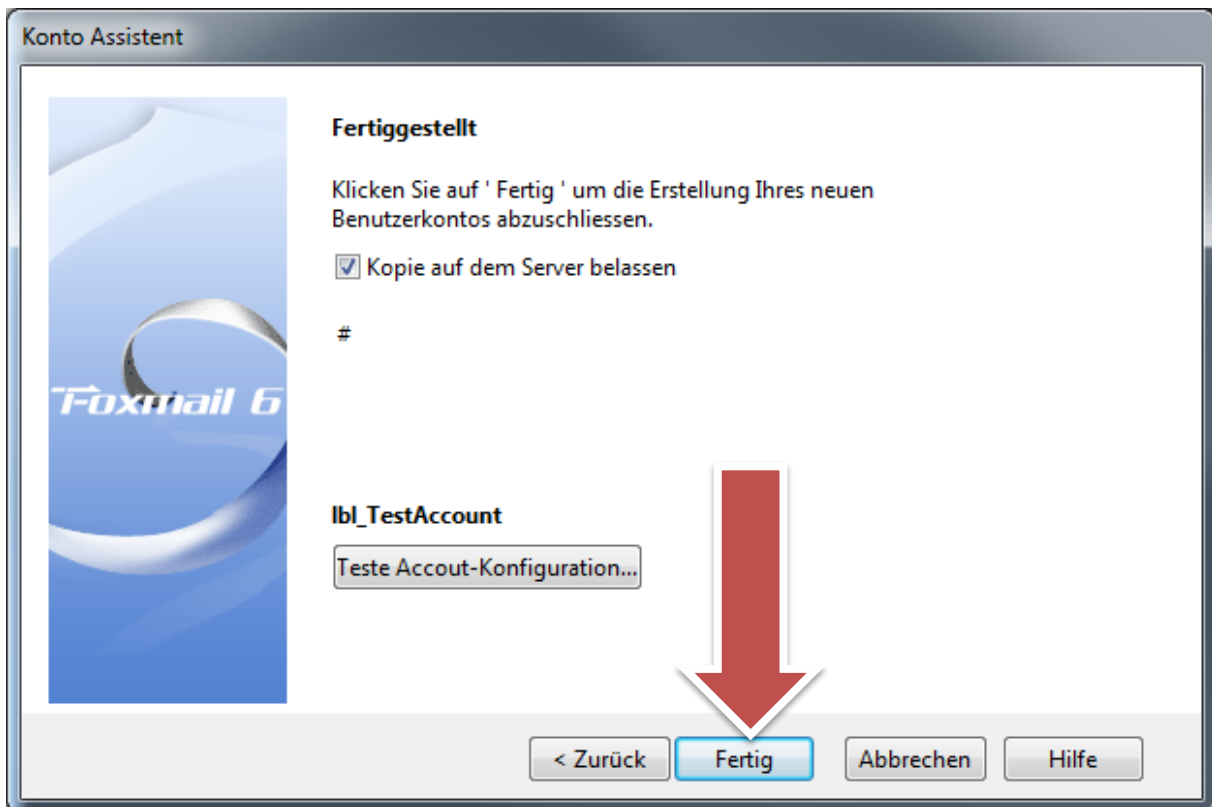 Konto Assistent
Fertiggestellt
Klicken Sie auf ' Fertig ' um die Erstellung Ihres neuen
Benutzerkontos abzuschliessen.
Kopie auf dem Server belassen
#
Foxmail 6
lbl_TestAccount
Teste Accout-Konfiguration...
< Zurück Fertig Abbrechen Hilfe